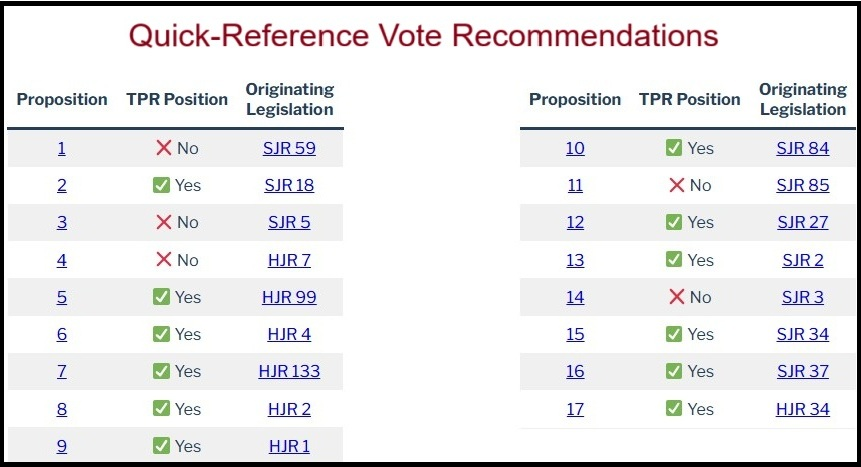 Quick-Reference Vote Recommendations
Proposition TPR Position Originating Legislation
1 ❌ No SJR 59
2 ✅ Yes SJR 18
3 ❌ No SJR 5
4 ❌ No HJR 7
5 ✅ Yes HJR 99
6 ✅ Yes HJR 4
7 ✅ Yes HJR 133
8 ✅ Yes HJR 2
9 ✅ Yes HJR 1
Proposition TPR Position Originating Legislation
10 ✅ Yes SJR 84
11 ❌ No SJR 85
12 ✅ Yes SJR 27
13 ✅ Yes SJR 2
14 ❌ No SJR 3
15 ✅ Yes SJR 34
16 ✅ Yes SJR 37
17 ✅ Yes HJR 34